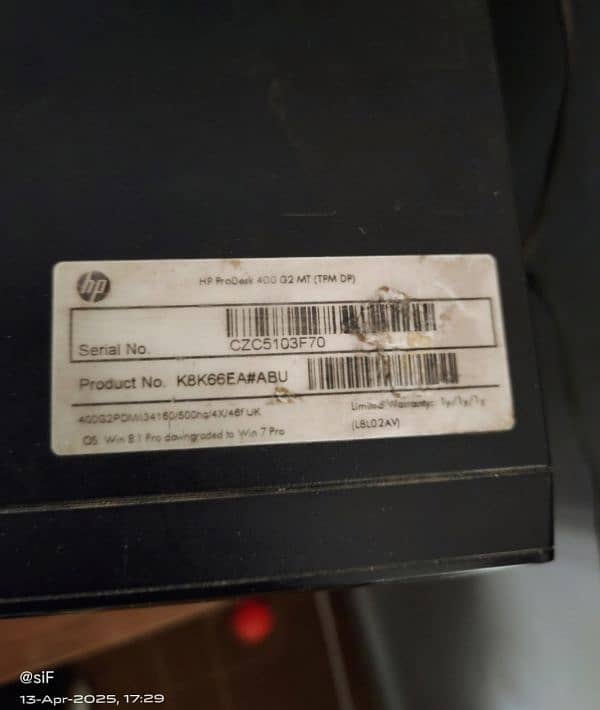 hp
HP ProDesk 400 G2 MT (TPM DP)
Serial No.
CZC5103F70
Product No. K8K66EA#ABU
400G2PDMi34160/500hq/4X/46f UK
Limited Warranty: 1y/1y/1y
OS: Win 8.1 Pro downgraded to Win 7 Pro
(L8L02AV)
@siF
13-Apr-2025, 17:29